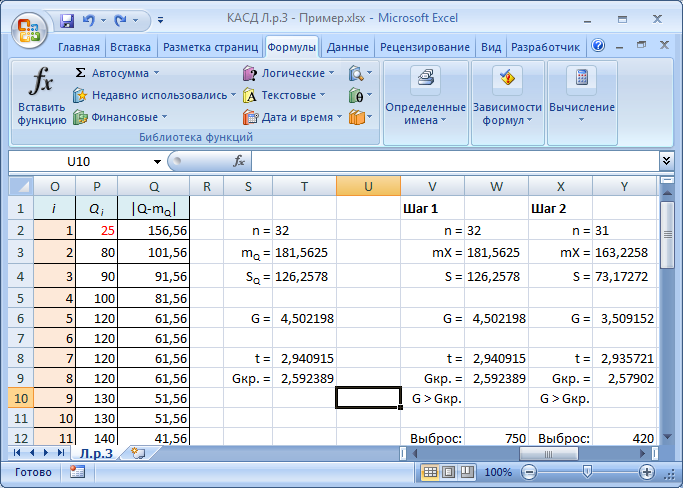 КАСД Л.р.3 - Пример.xlsx - Microsoft Excel
Главная Вставка Разметка страниц Формулы Данные Рецензирование Вид Разработчик
fx Вставить функцию
Σ Автосумма
Недавно использовались
Финансовые
Логические
Текстовые
Дата и время
Определенные имена
Зависимости формул
Вычисление
Библиотека функций
U10 fx
O P Q R S T U V W X Y
1 i Qi |Q-mQ| Шаг 1 Шаг 2
2 1 25 156,56 n = 32 n = 32 n = 31
3 2 80 101,56 mQ = 181,5625 mX = 181,5625 mX = 163,2258
4 3 90 91,56 SQ = 126,2578 S = 126,2578 S = 73,17272
5 4 100 81,56
6 5 120 61,56 G = 4,502198 G = 4,502198 G = 3,509152
7 6 120 61,56
8 7 120 61,56 t = 2,940915 t = 2,940915 t = 2,935721
9 8 120 61,56 Gкр. = 2,592389 Gкр. = 2,592389 Gкр. = 2,57902
10 9 130 51,56 G > Gкр. G > Gкр.
11 10 130 51,56
12 11 140 41,56 Выброс: 750 Выброс: 420
Л.р.3
Готово 100%